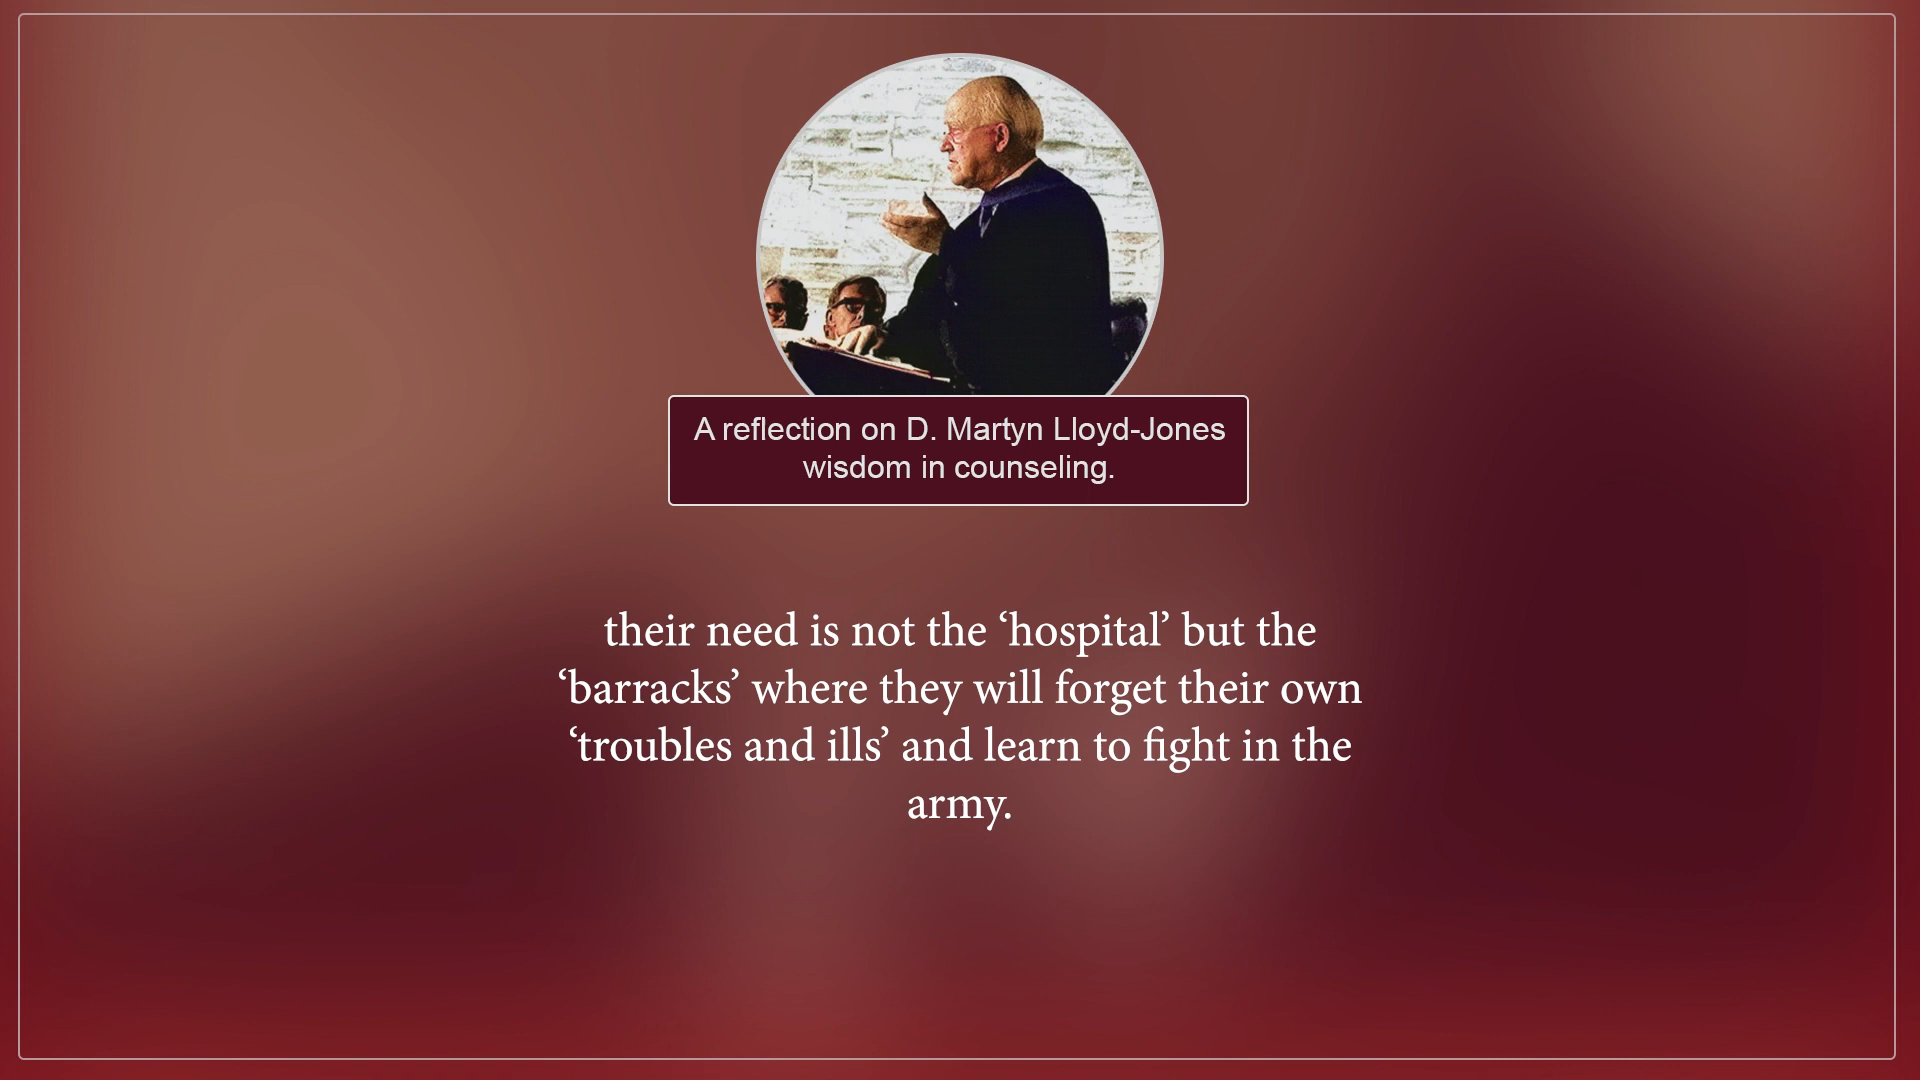 A reflection on D. Martyn Lloyd-Jones
wisdom in counseling.
their need is not the ‘hospital’ but the
‘barracks’ where they will forget their own
‘troubles and ills’ and learn to fight in the
army.